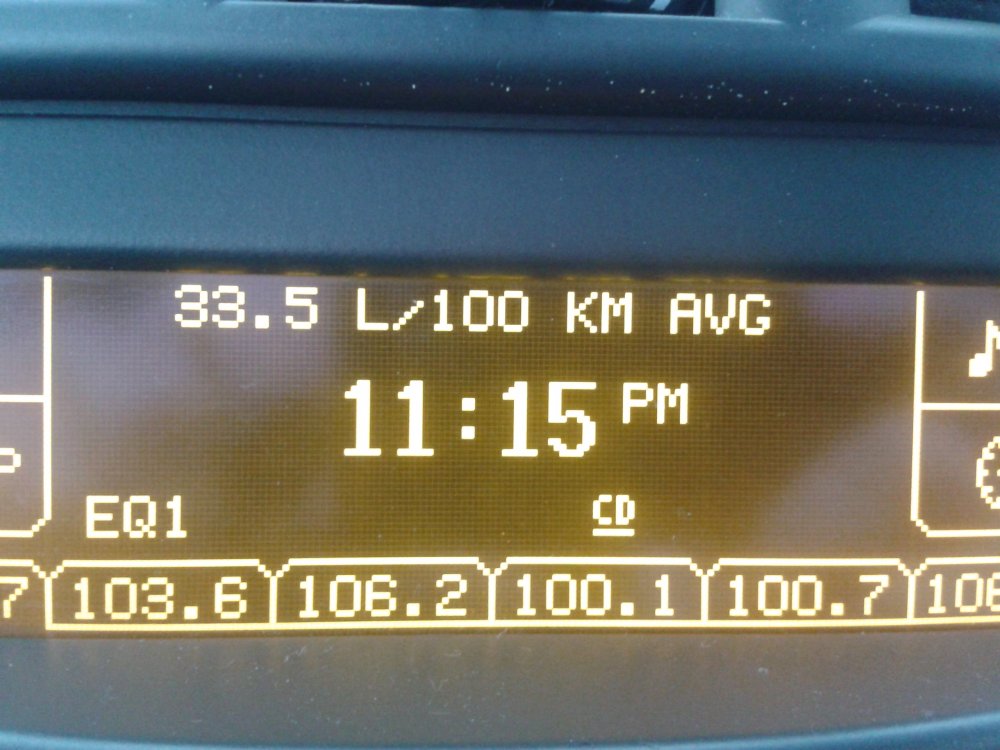 33.5 L/100 KM AVG
11:15 PM
EQ1 CD
103.6 106.2 100.1 100.7